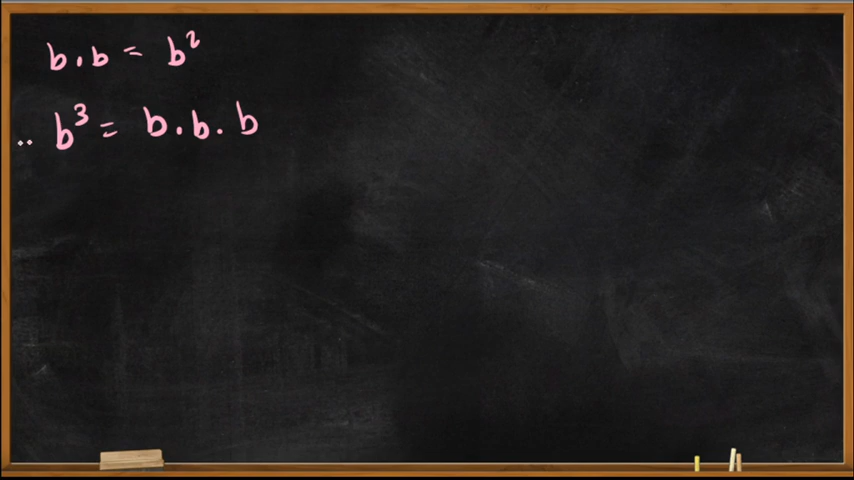 b.b = b²
b³ = b.b.b